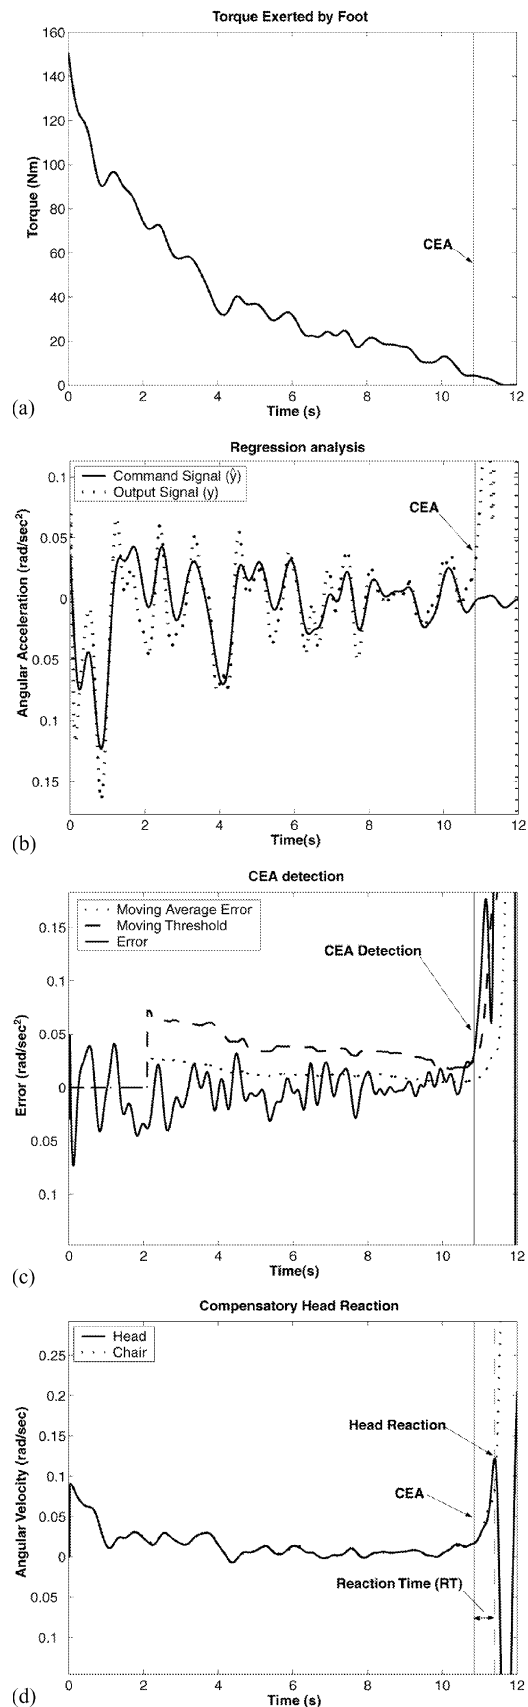 Torque Exerted by Foot
160
140
120
100
80
60
40
20
0
Torque (Nm)
CEA
0 2 4 6 8 10 12
Time (s)
(a)
Regression analysis
Command Signal (ŷ)
Output Signal (y)
0.1
0.05
0
0.05
0.1
0.15
Angular Acceleration (rad/sec²)
CEA
0 2 4 6 8 10 12
Time(s)
(b)
CEA detection
Moving Average Error
Moving Threshold
Error
0.15
0.1
0.05
0
0.05
0.1
Error (rad/sec²)
CEA Detection
0 2 4 6 8 10 12
Time(s)
(c)
Compensatory Head Reaction
Head
Chair
0.25
0.2
0.15
0.1
0.05
0
0.05
0.1
Angular Velocity (rad/sec)
Head Reaction
CEA
Reaction Time (RT)
0 2 4 6 8 10 12
Time (s)
(d)